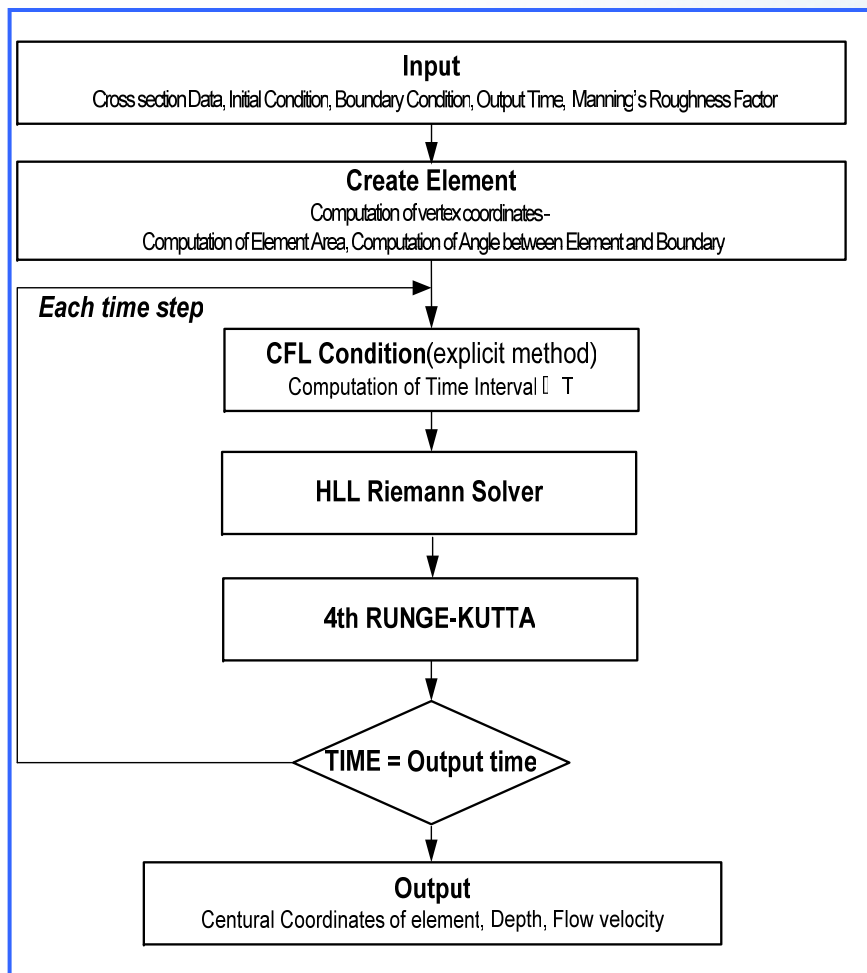 Input
Cross section Data, Initial Condition, Boundary Condition, Output Time, Manning's Roughness Factor
Create Element
Computation of vertex coordinates-
Computation of Element Area, Computation of Angle between Element and Boundary
Each time step
CFL Condition(explicit method)
Computation of Time Interval▯ T
HLL Riemann Solver
4th RUNGE-KUTTA
TIME = Output time
Output
Centural Coordinates of element, Depth, Flow velocity